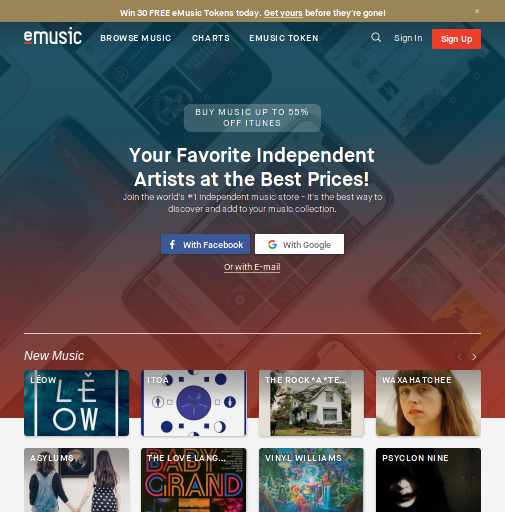 Win 30 FREE eMusic Tokens today. Get yours before they're gone!
×
emusic BROWSE MUSIC CHARTS EMUSIC TOKEN Sign In Sign Up
BUY MUSIC UP TO 55%
OFF ITUNES
Your Favorite Independent
Artists at the Best Prices!
Join the world's #1 independent music store - it's the best way to
discover and add to your music collection.
With Facebook With Google
Or with E-mail
New Music
LĚOW ITOA THE ROCK*A*TE... WAXAHATCHEE
LĚ
OW
ASYLUMS THE LOVE LANG... VINYL WILLIAMS PSYCLON NINE
BABY
GRAND